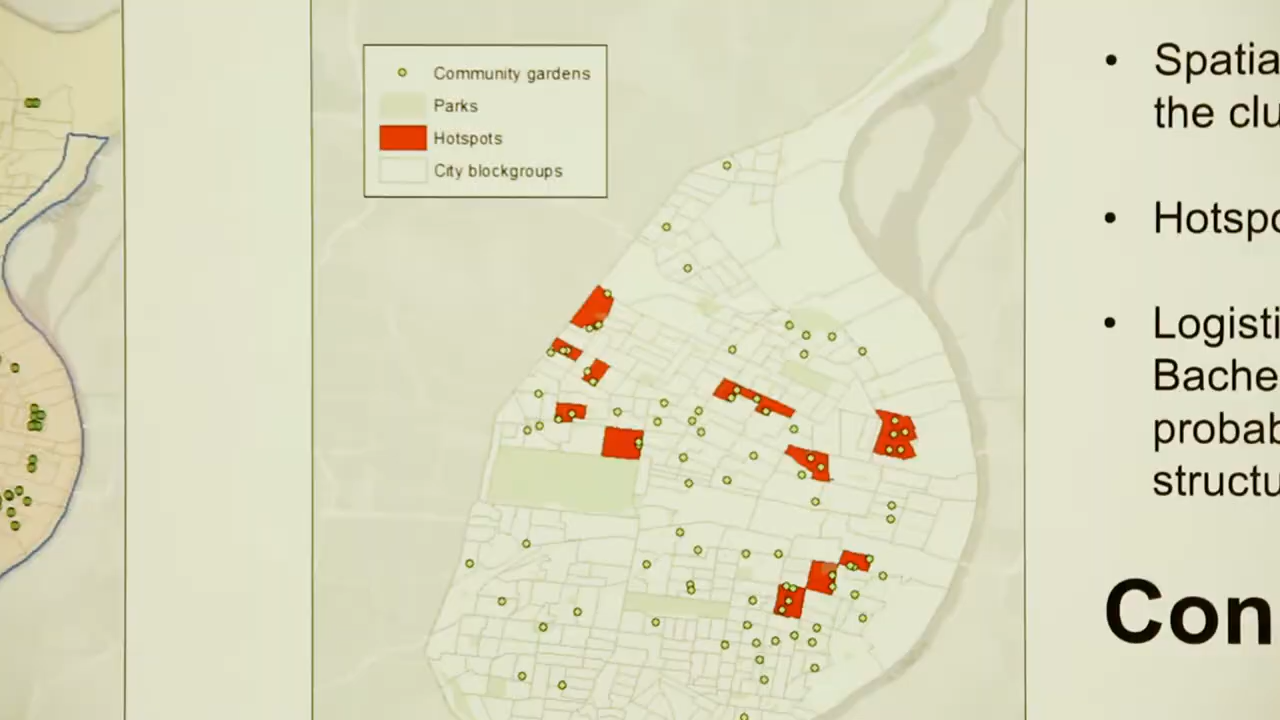 Community gardens
Parks
Hotspots
City blockgroups
• Spatia
the clu
• Hotspo
• Logisti
Bache
probab
structu
Con